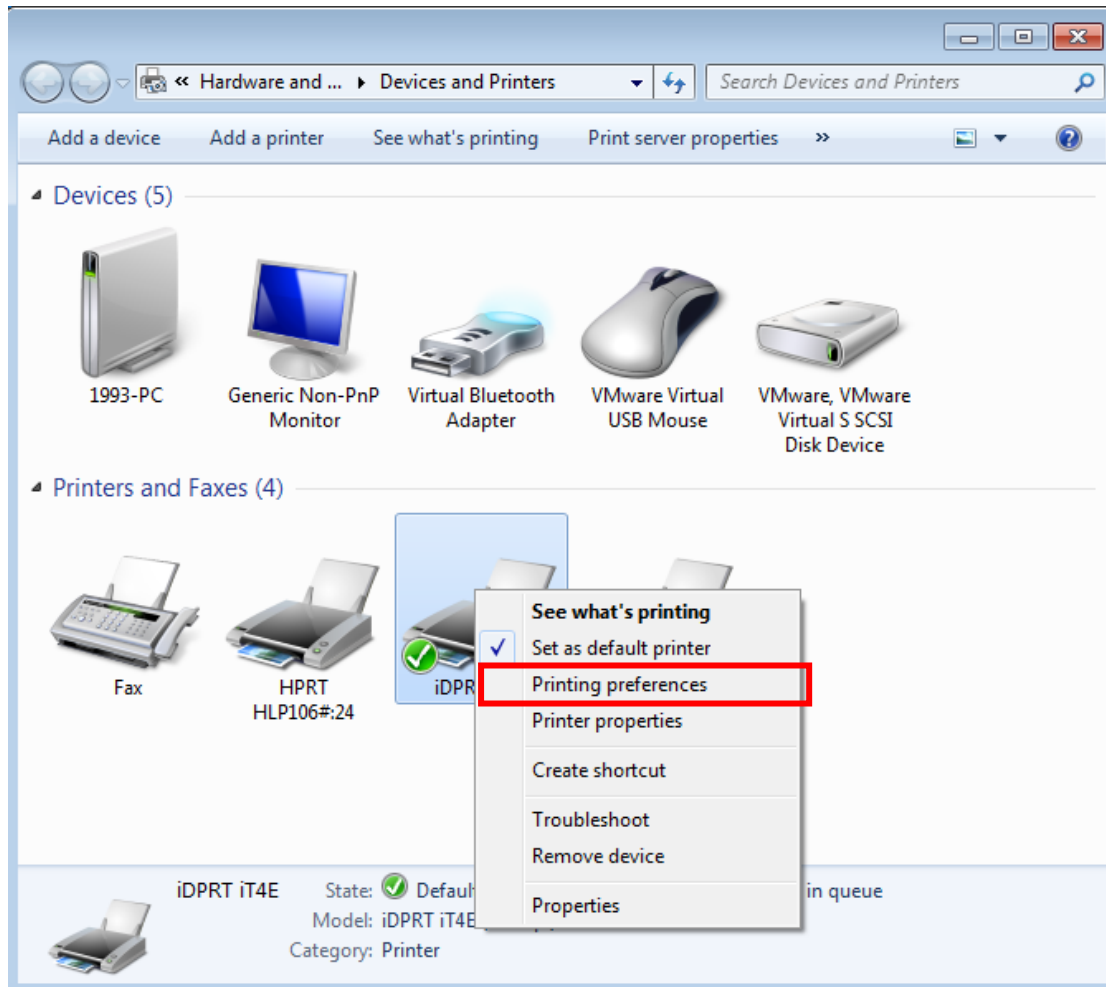 « Hardware and ... ▸ Devices and Printers
Search Devices and Printers
Add a device Add a printer See what's printing Print server properties »
Devices (5)
1993-PC
Generic Non-PnP
Monitor
Virtual Bluetooth
Adapter
VMware Virtual
USB Mouse
VMware, VMware
Virtual S SCSI
Disk Device
Printers and Faxes (4)
Fax
HPRT
HLP106#:24
iDPR
See what's printing
Set as default printer
Printing preferences
Printer properties
Create shortcut
Troubleshoot
Remove device
Properties
iDPRT iT4E State: Defaul in queue
Model: iDPRT iT4E
Category: Printer